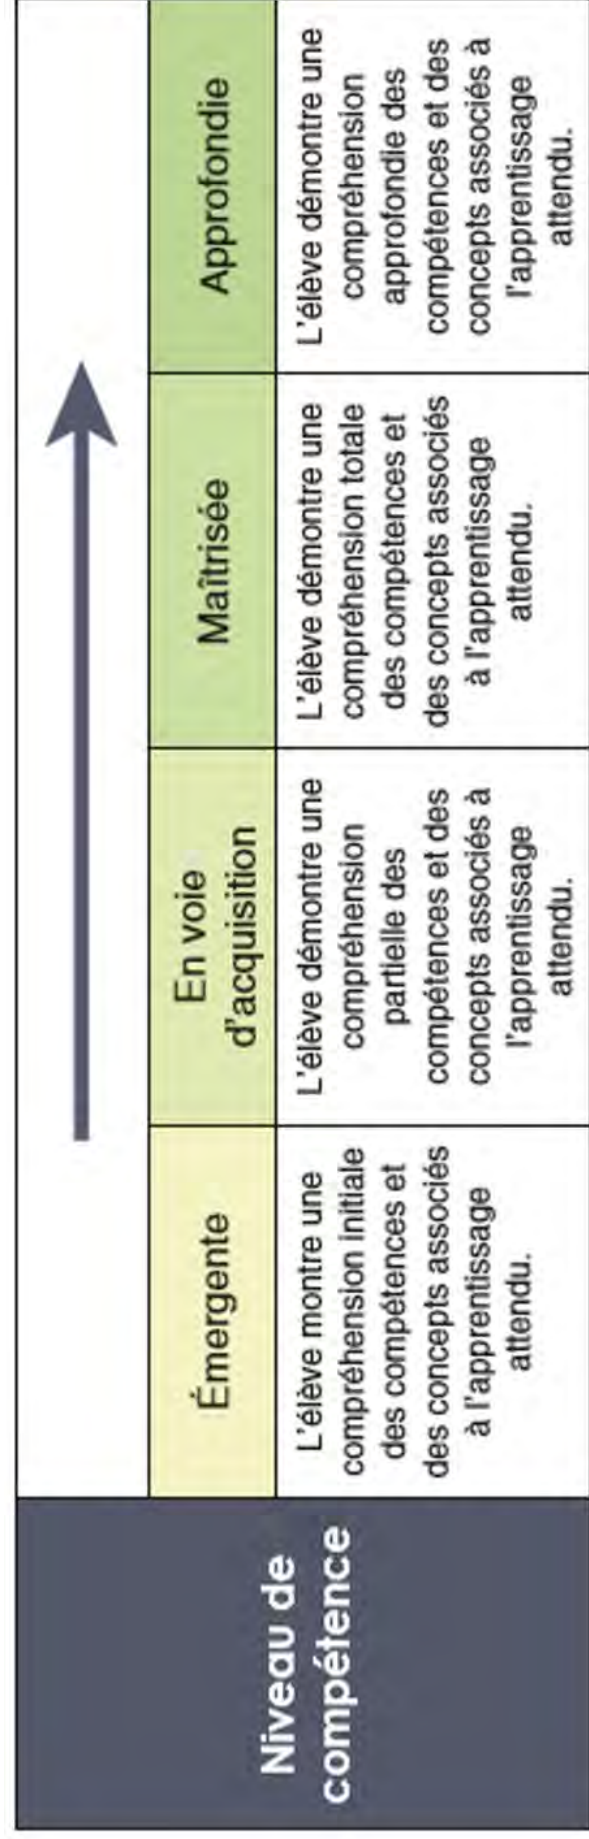 Niveau de
compétence
Émergente
L'élève montre une
compréhension initiale
des compétences et
des concepts associés
à l'apprentissage
attendu.
En voie
d'acquisition
L'élève démontre une
compréhension
partielle des
compétences et des
concepts associés à
l'apprentissage
attendu.
Maîtrisée
L'élève démontre une
compréhension totale
des compétences et
des concepts associés
à l'apprentissage
attendu.
Approfondie
L'élève démontre une
compréhension
approfondie des
compétences et des
concepts associés à
l'apprentissage
attendu.